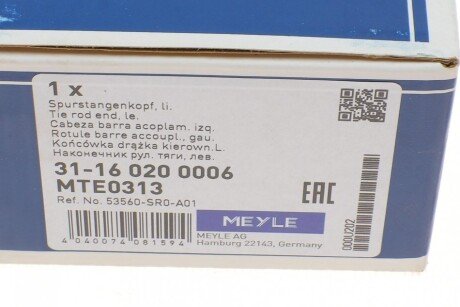 1 x
Spurstangenkopf, li.
Tie rod end, le.
Cabeza barra acoplam. izq.
Rotule barre accoupl., gau.
Końcówka drążka kierown.L.
Наконечник рул. тяги, лев.
31-16 020 0006
MTE0313
Ref. No. 53560-SR0-A01
EAC
MEYLE
MEYLE AG
Hamburg 22143, Germany
4 040074 081594